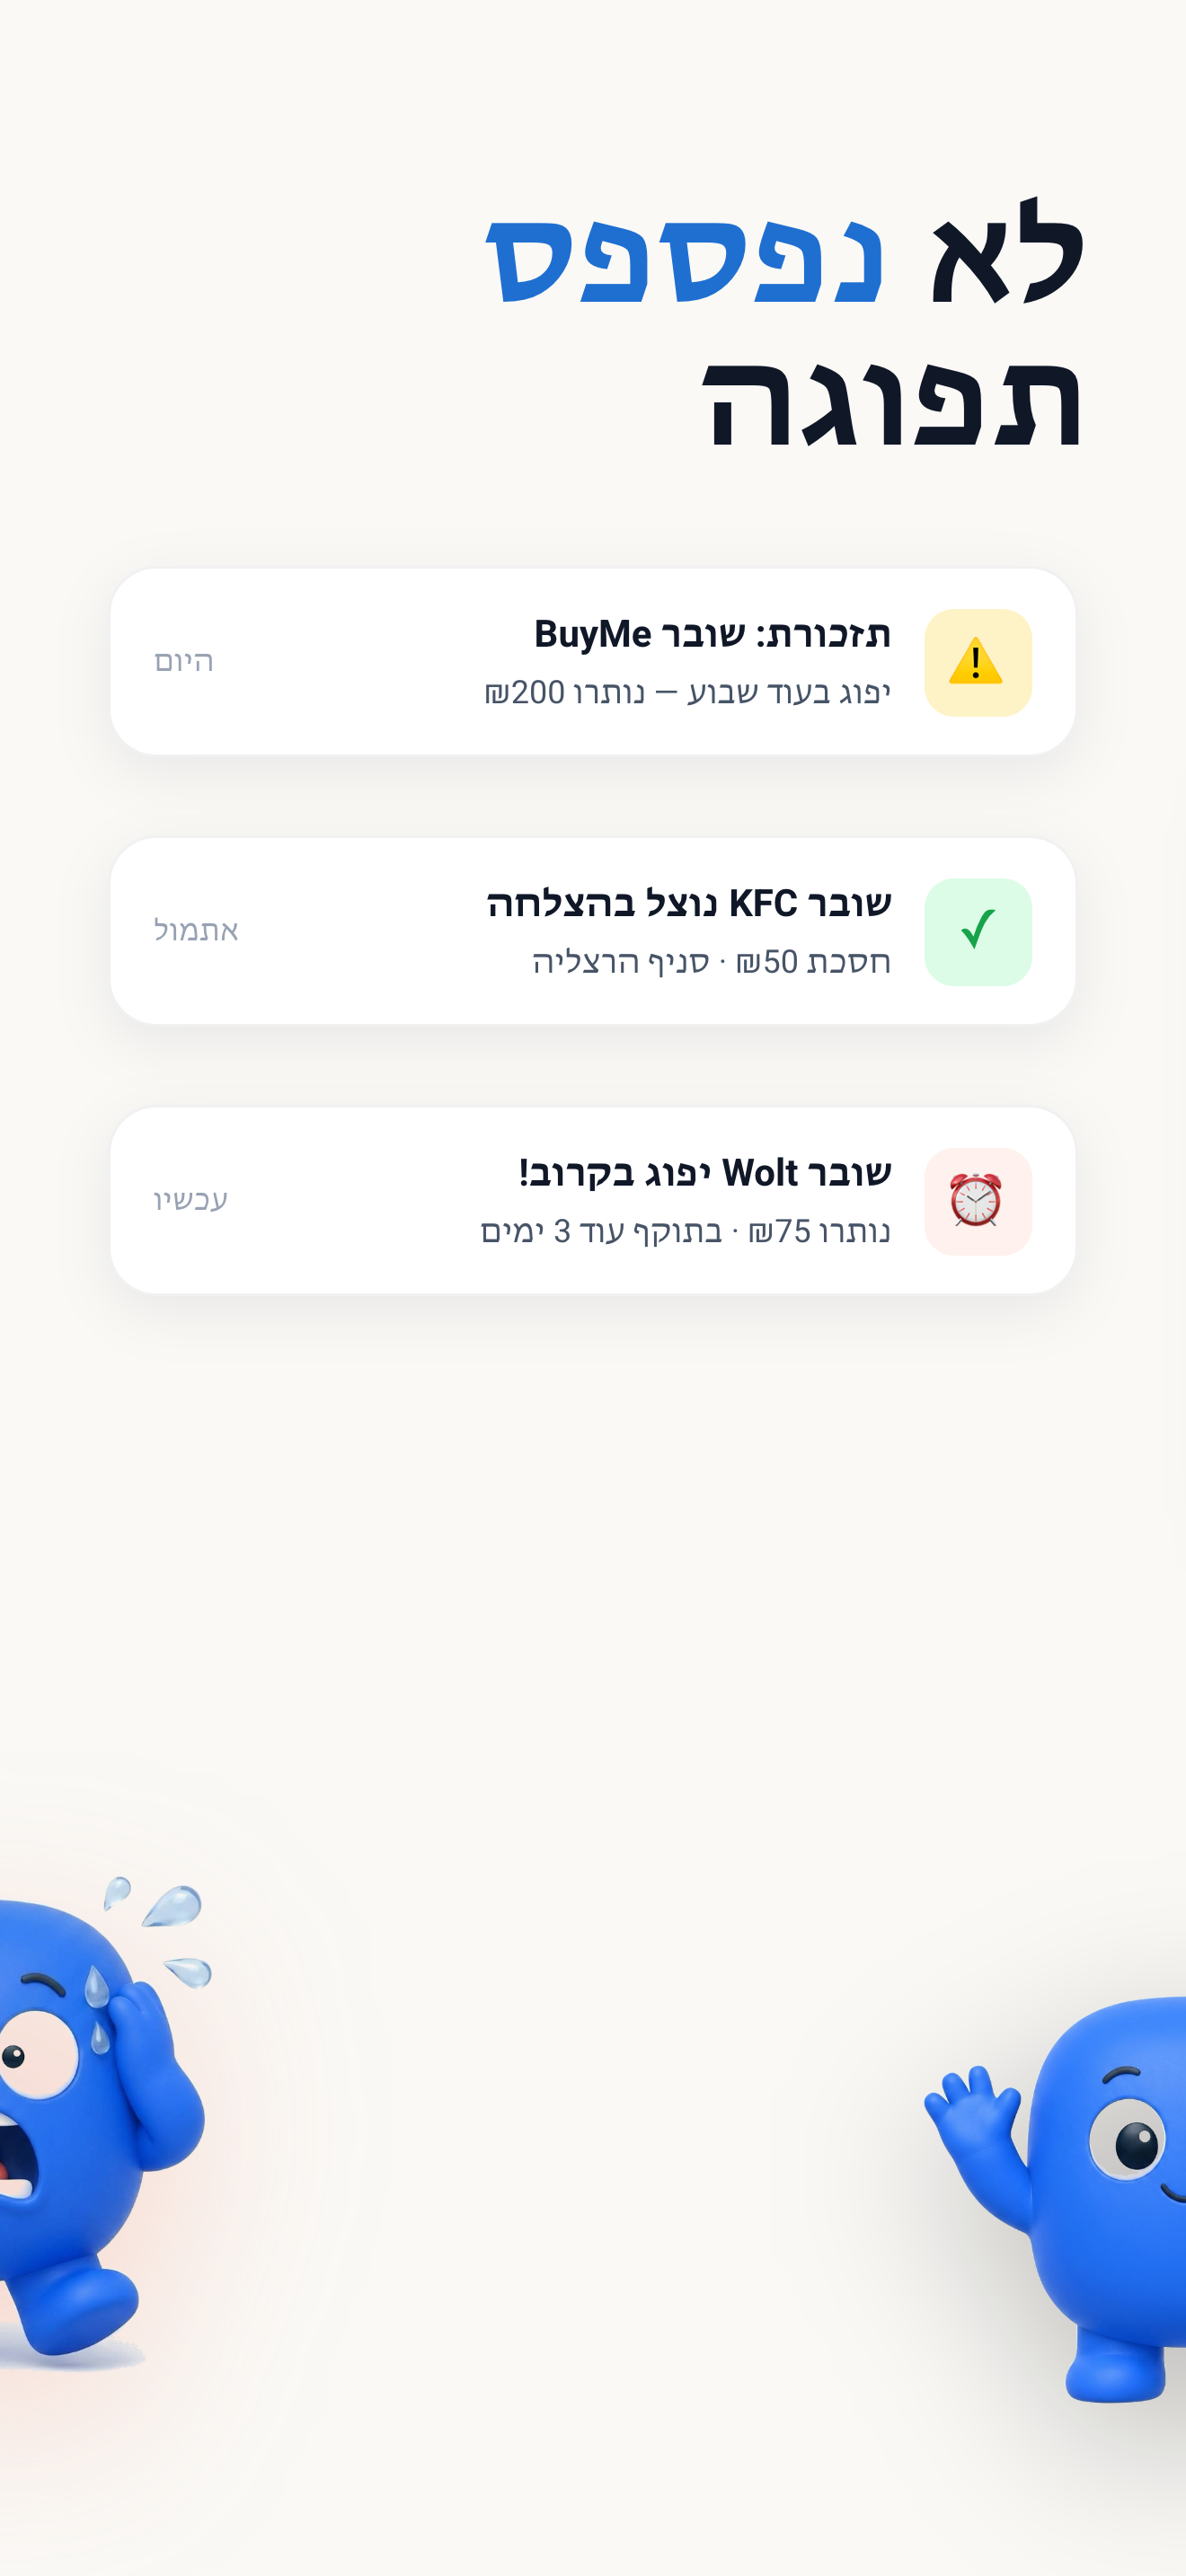 לא נפספס
תפוגה
תזכורת: שובר BuyMe
יפוג בעוד שבוע — נותרו ₪200
היום
שובר KFC נוצל בהצלחה
חסכת ₪50 · סניף הרצליה
אתמול
שובר Wolt יפוג בקרוב!
נותרו ₪75 · בתוקף עוד 3 ימים
עכשיו